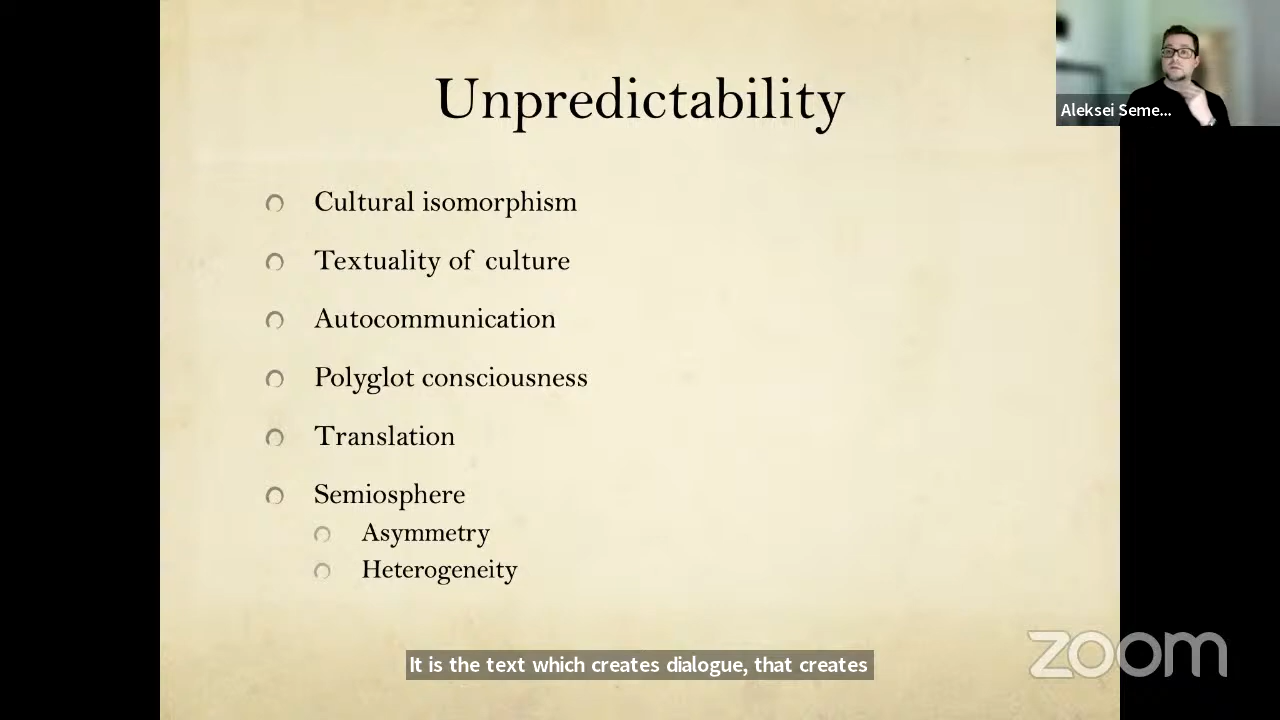 Unpredictability
Aleksei Seme...
Cultural isomorphism
Textuality of culture
Autocommunication
Polyglot consciousness
Translation
Semiosphere
Asymmetry
Heterogeneity
It is the text which creates dialogue, that creates
zoom